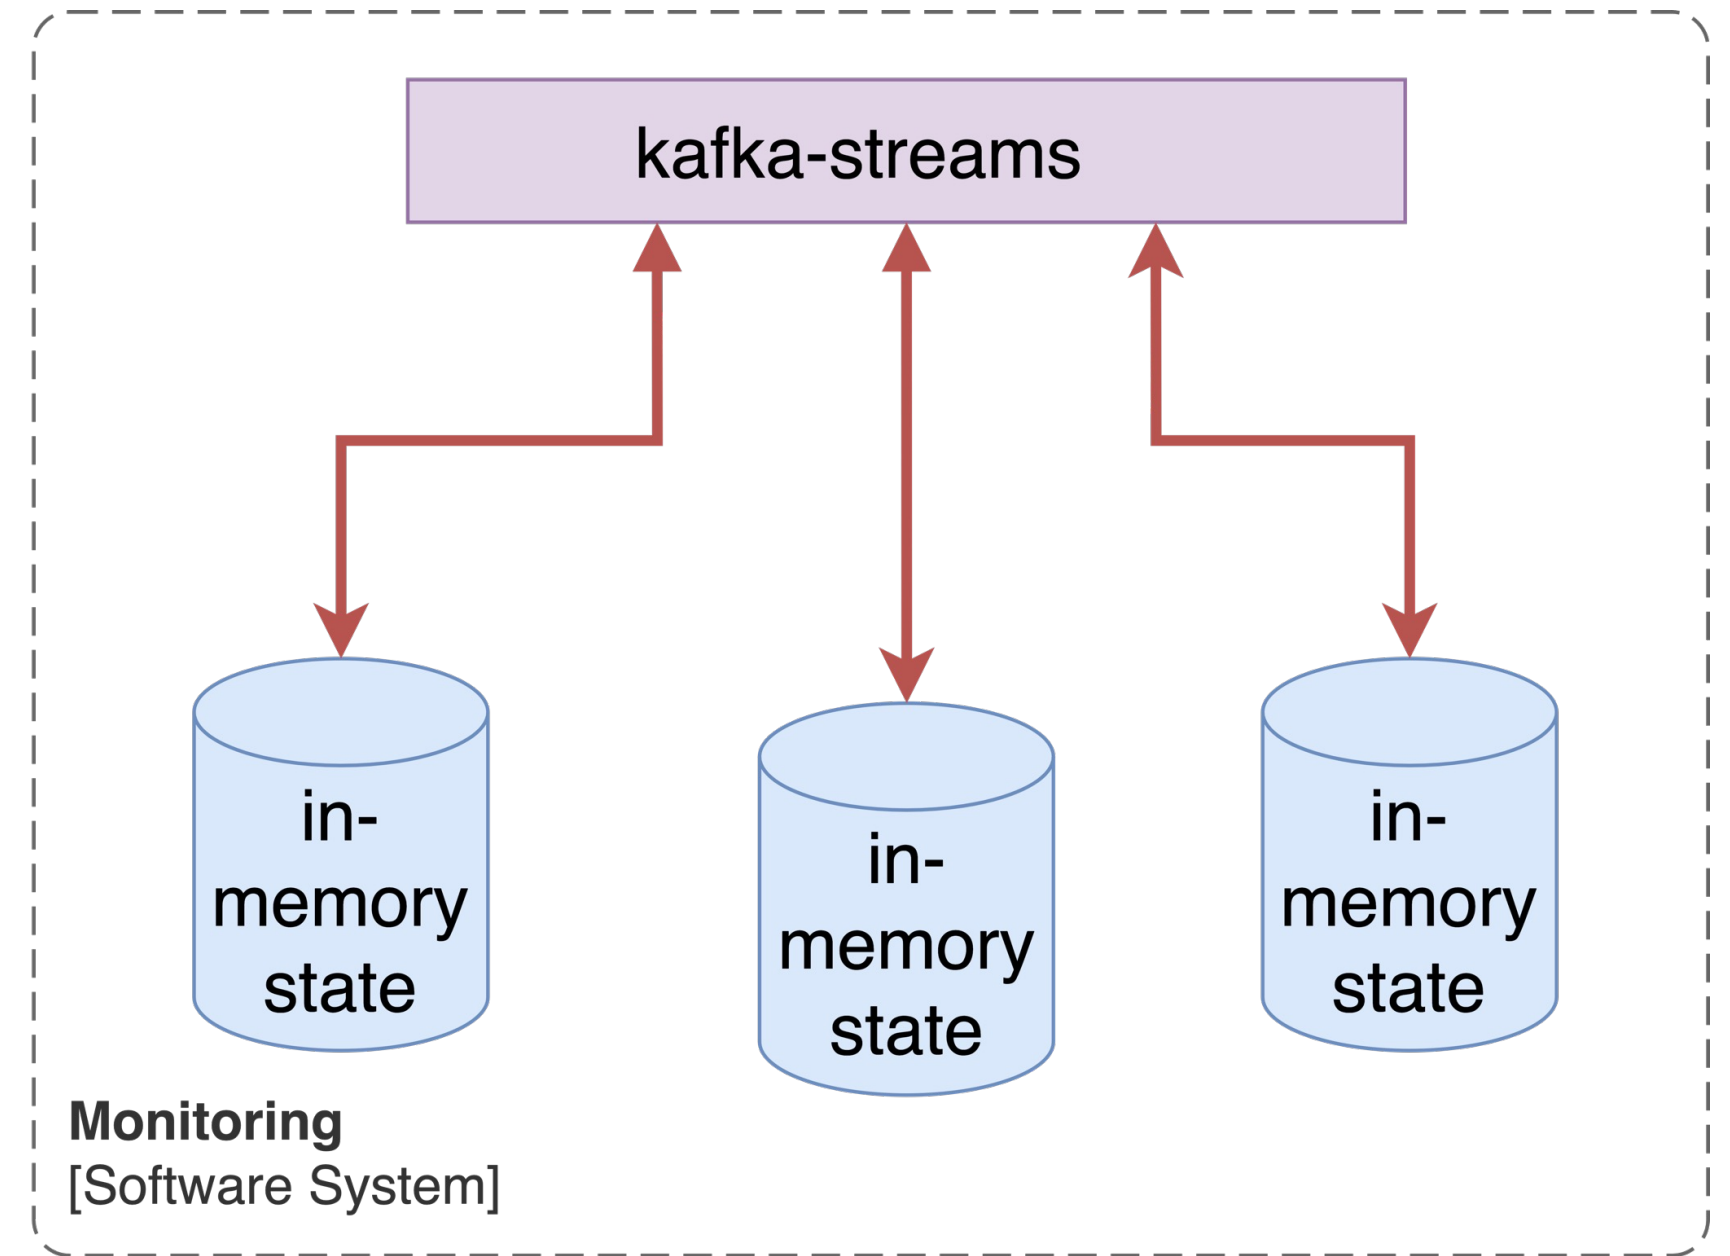 kafka-streams
in-
memory
state
in-
memory
state
in-
memory
state
Monitoring
[Software System]